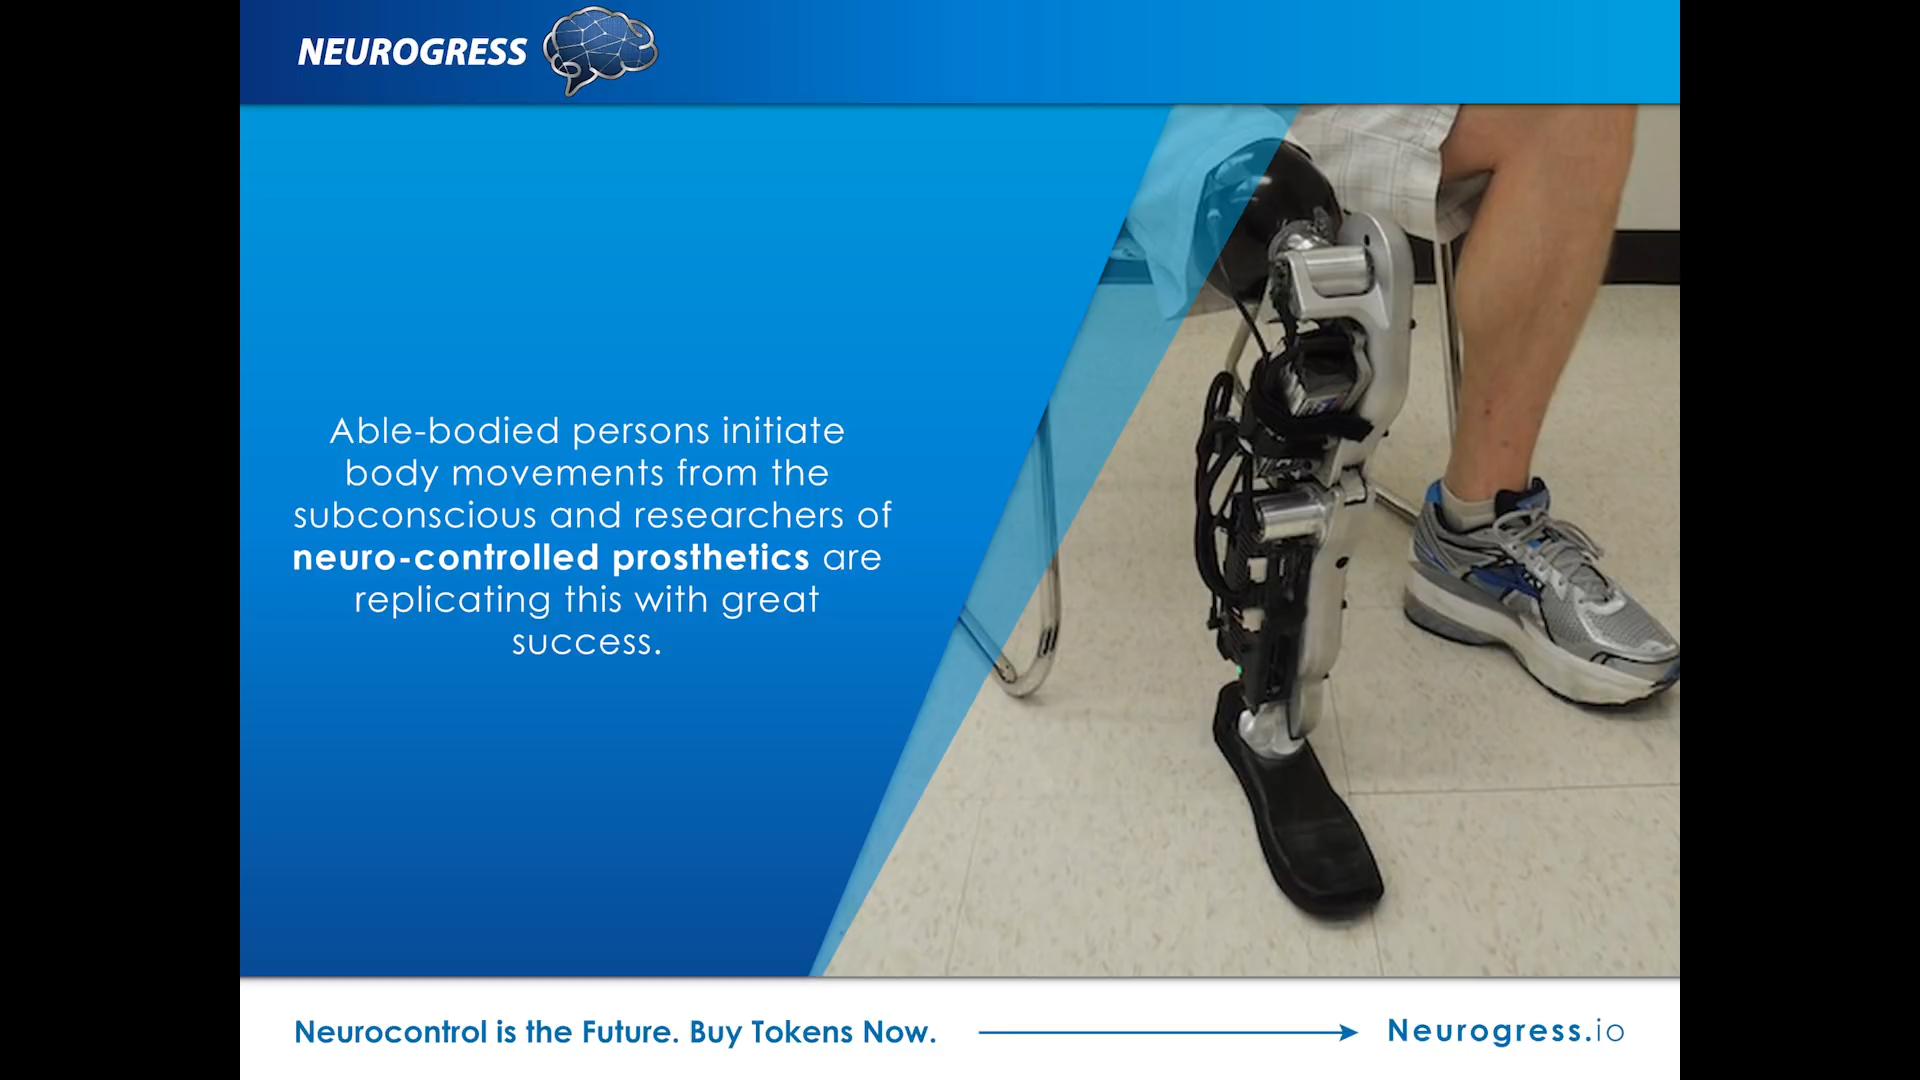 NEUROGRESS
Able-bodied persons initiate
body movements from the
subconscious and researchers of
neuro-controlled prosthetics are
replicating this with great
success.
Neurocontrol is the Future. Buy Tokens Now.
Neurogress.io